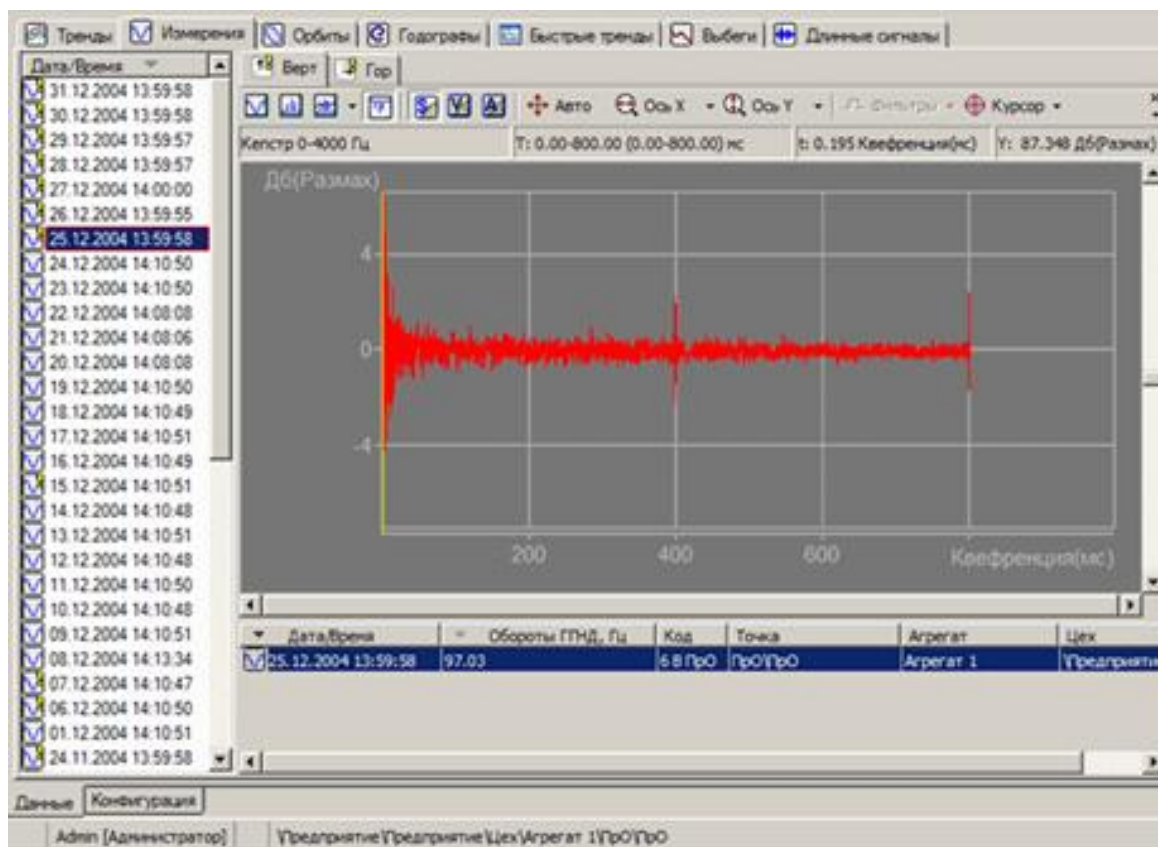 Тренды Измерения Орбиты Годографы Быстрые тренды Выбеги Длинные сигналы
Дата/Время
Верт Гор
31.12.2004 13:59:58
30.12.2004 13:59:58
29.12.2004 13:59:57
28.12.2004 13:59:57
27.12.2004 14:00:00
26.12.2004 13:59:55
25.12.2004 13:59:58
24.12.2004 14:10:50
23.12.2004 14:10:50
22.12.2004 14:08:08
21.12.2004 14:08:06
20.12.2004 14:08:08
19.12.2004 14:10:50
18.12.2004 14:10:49
17.12.2004 14:10:51
16.12.2004 14:10:49
15.12.2004 14:10:51
14.12.2004 14:10:48
13.12.2004 14:10:51
12.12.2004 14:10:48
11.12.2004 14:10:50
10.12.2004 14:10:48
09.12.2004 14:10:51
08.12.2004 14:13:34
07.12.2004 14:10:47
06.12.2004 14:10:50
01.12.2004 14:10:51
24.11.2004 13:59:58
Авто Ось X Ось Y Фильтры Курсор
Кепстр 0-4000 Гц T: 0.00-800.00 (0.00-800.00) мс t: 0.195 Квефренция(мс) Y: 87.348 Дб(Размах)
Дб(Размах)
4
0
-4
200 400 600 Квефренция(мс)
Дата/Время Обороты ГПНД, Гц Код Точка Агрегат Цех
25.12.2004 13:59:58 97.03 6 В ПрО ПрО\ПрО Агрегат 1 \Предприяти
Данные Конфигурация
Admin [Администратор] \Предприятие\Предприятие\Цех\Агрегат 1\ПрО\ПрО